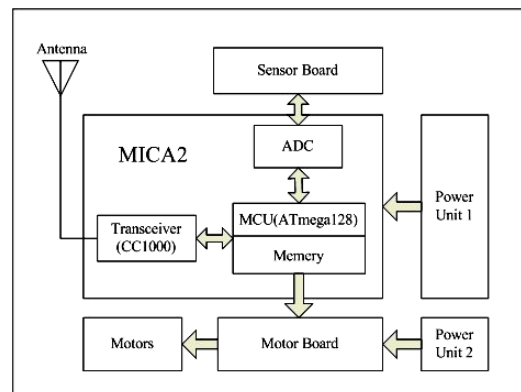 Antenna
Sensor Board
MICA2
ADC
Power
Unit 1
Transceiver
(CC1000)
MCU(ATmega128)
Memery
Motors
Motor Board
Power
Unit 2